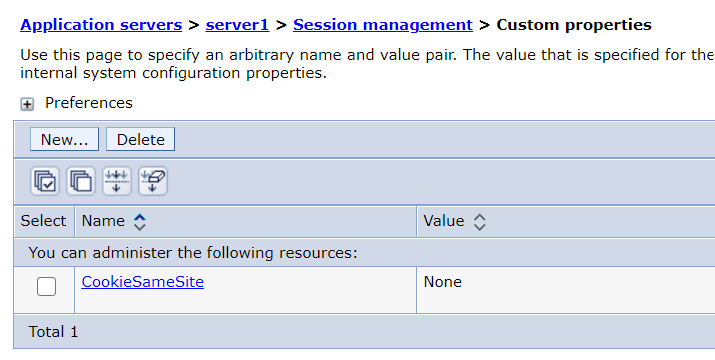 Application servers > server1 > Session management > Custom properties
Use this page to specify an arbitrary name and value pair. The value that is specified for the
internal system configuration properties.
Preferences
New... Delete
Select Name Value
You can administer the following resources:
CookieSameSite None
Total 1